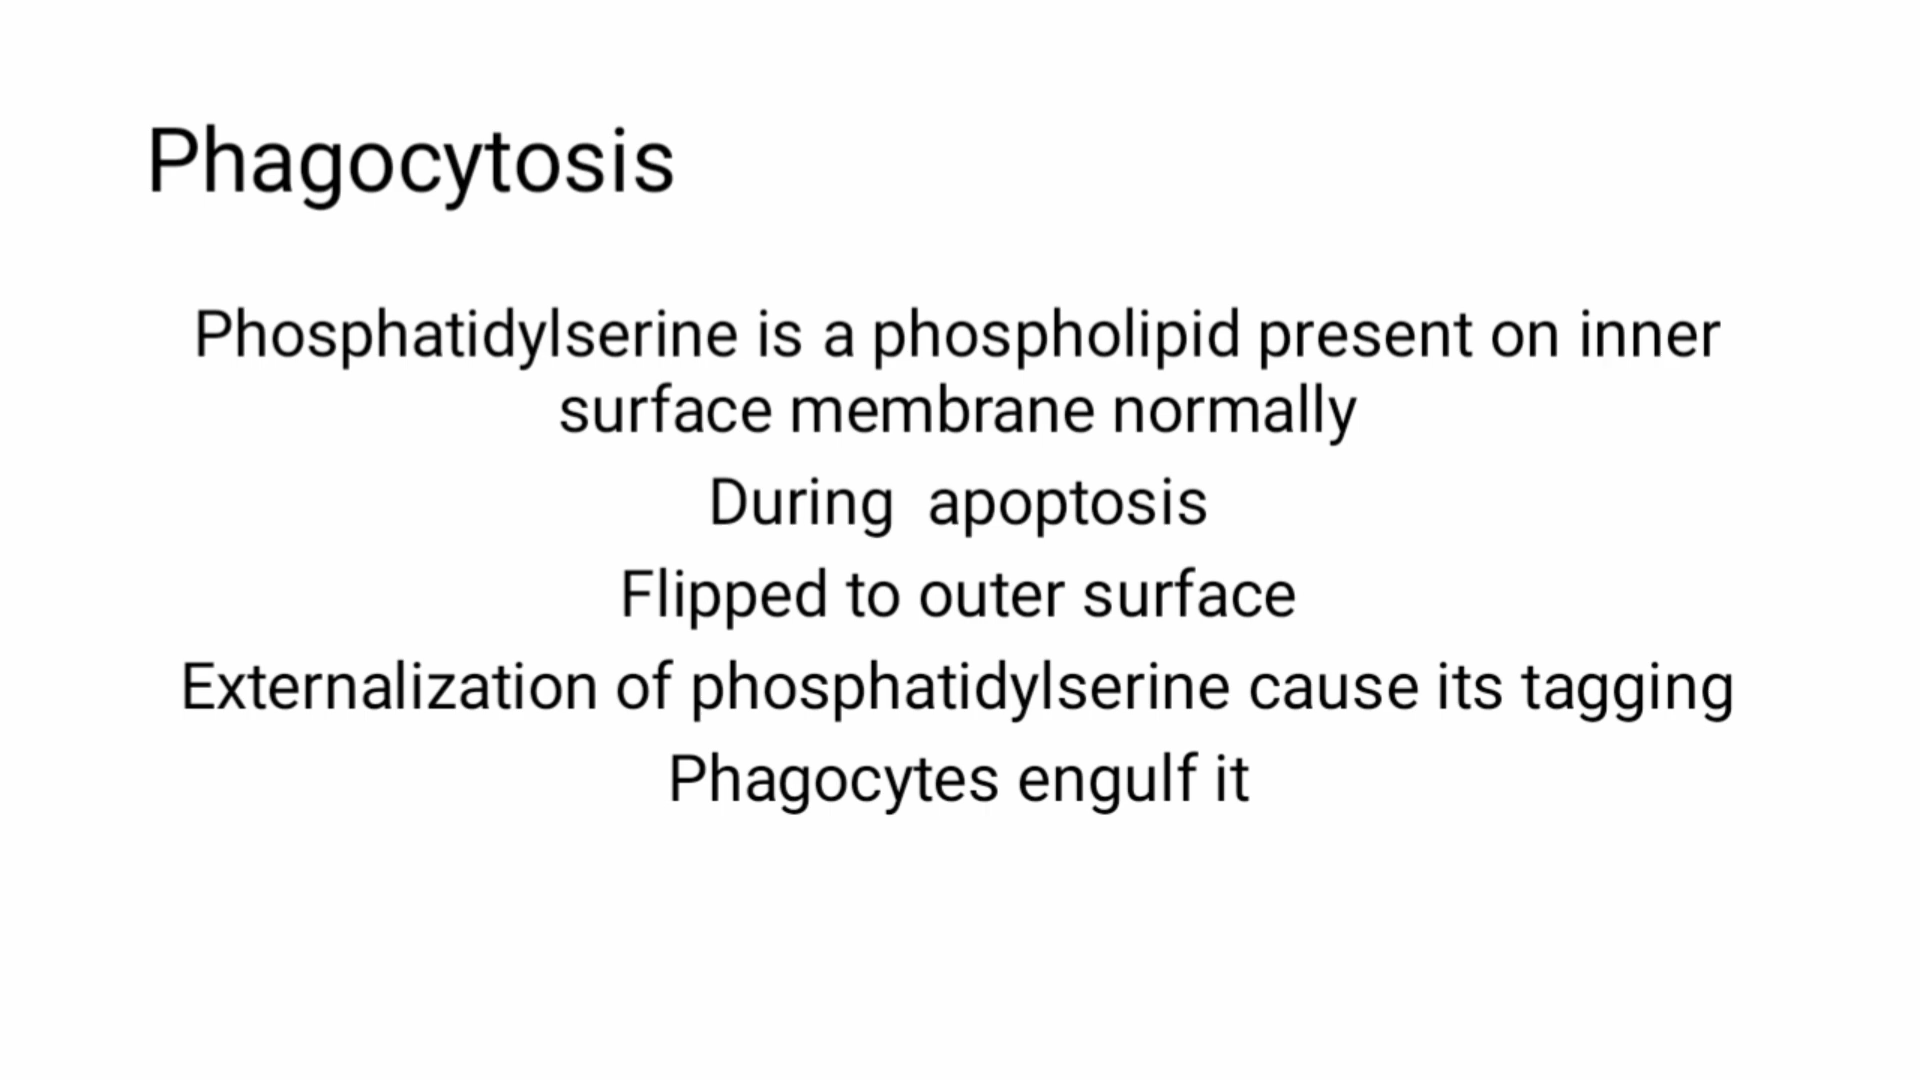 Phagocytosis
Phosphatidylserine is a phospholipid present on inner
surface membrane normally
During  apoptosis
Flipped to outer surface
Externalization of phosphatidylserine cause its tagging
Phagocytes engulf it